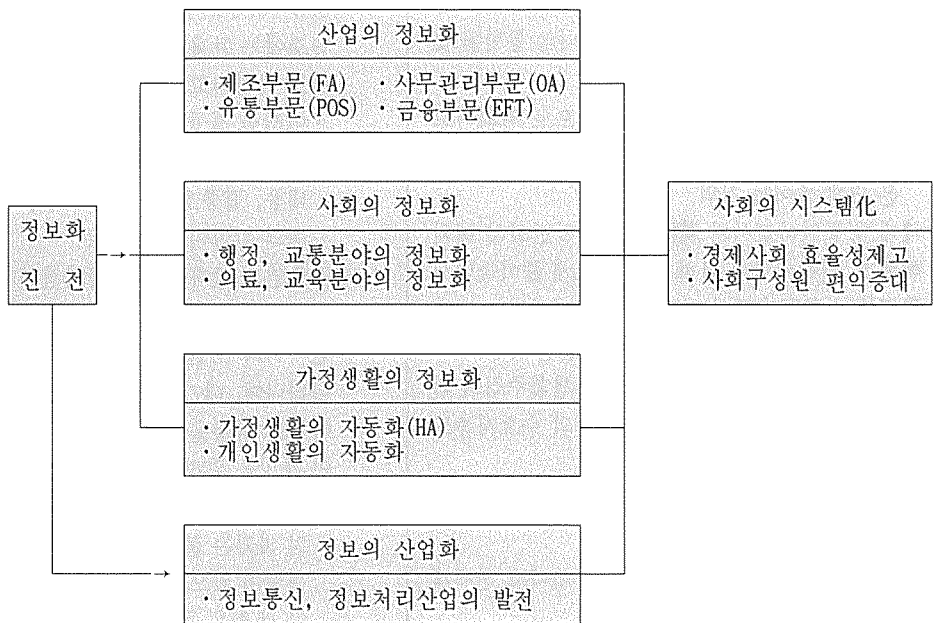 산업의 정보화
· 제조부문(FA) · 사무관리부문(OA)
· 유통부문(POS) · 금융부문(EFT)
정보화
진 전
사회의 정보화
· 행정, 교통분야의 정보화
· 의료, 교육분야의 정보화
가정생활의 정보화
· 가정생활의 자동화(HA)
· 개인생활의 자동화
정보의 산업화
· 정보통신, 정보처리산업의 발전
사회의 시스템化
· 경제사회 효율성제고
· 사회구성원 편익증대